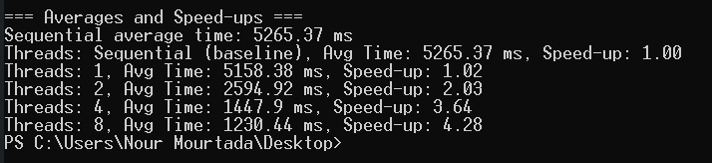 === Averages and Speed-ups ===
Sequential average time: 5265.37 ms
Threads: Sequential (baseline), Avg Time: 5265.37 ms, Speed-up: 1.00
Threads: 1, Avg Time: 5158.38 ms, Speed-up: 1.02
Threads: 2, Avg Time: 2594.92 ms, Speed-up: 2.03
Threads: 4, Avg Time: 1447.9 ms, Speed-up: 3.64
Threads: 8, Avg Time: 1230.44 ms, Speed-up: 4.28
PS C:\Users\Nour Mourtada\Desktop>